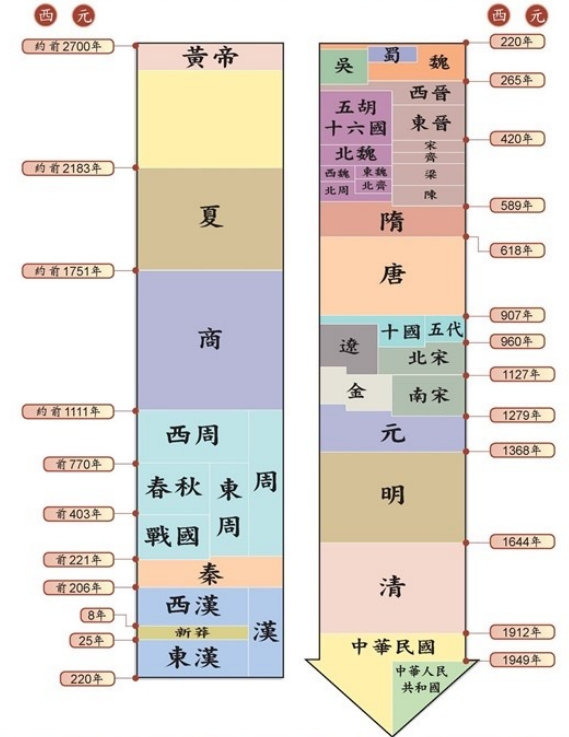 西 元
約前2700年
約前2183年
約前1751年
約前1111年
前770年
前403年
前221年
前206年
8年
25年
220年
黃帝
夏
商
西周
春秋
戰國
東
周
周
秦
西漢
新莽
東漢
漢
西 元
220年
265年
420年
589年
618年
907年
960年
1127年
1279年
1368年
1644年
1912年
1949年
吳
蜀
魏
五胡
十六國
西晉
東晉
北魏
宋
齊
西魏
東魏
梁
北周
北齊
陳
隋
唐
十國
五代
遼
北宋
金
南宋
元
明
清
中華民國
中華人民
共和國